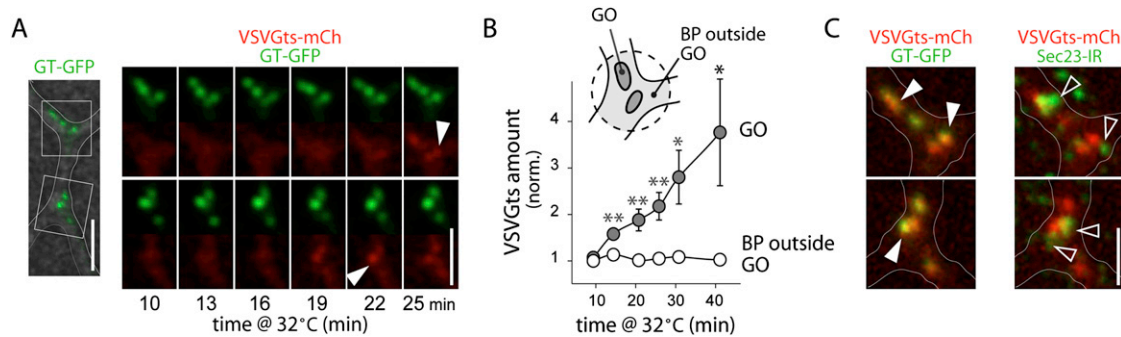 A
GT-GFP
VSVGts-mCh
GT-GFP
10 13 16 19 22 25 min
time @ 32°C (min)
B
GO
BP outside
GO
VSVGts amount
(norm.)
4
3
2
1
** ** ** * *
GO
BP outside
GO
10 20 30 40
time @ 32°C (min)
C
VSVGts-mCh
GT-GFP
VSVGts-mCh
Sec23-IR